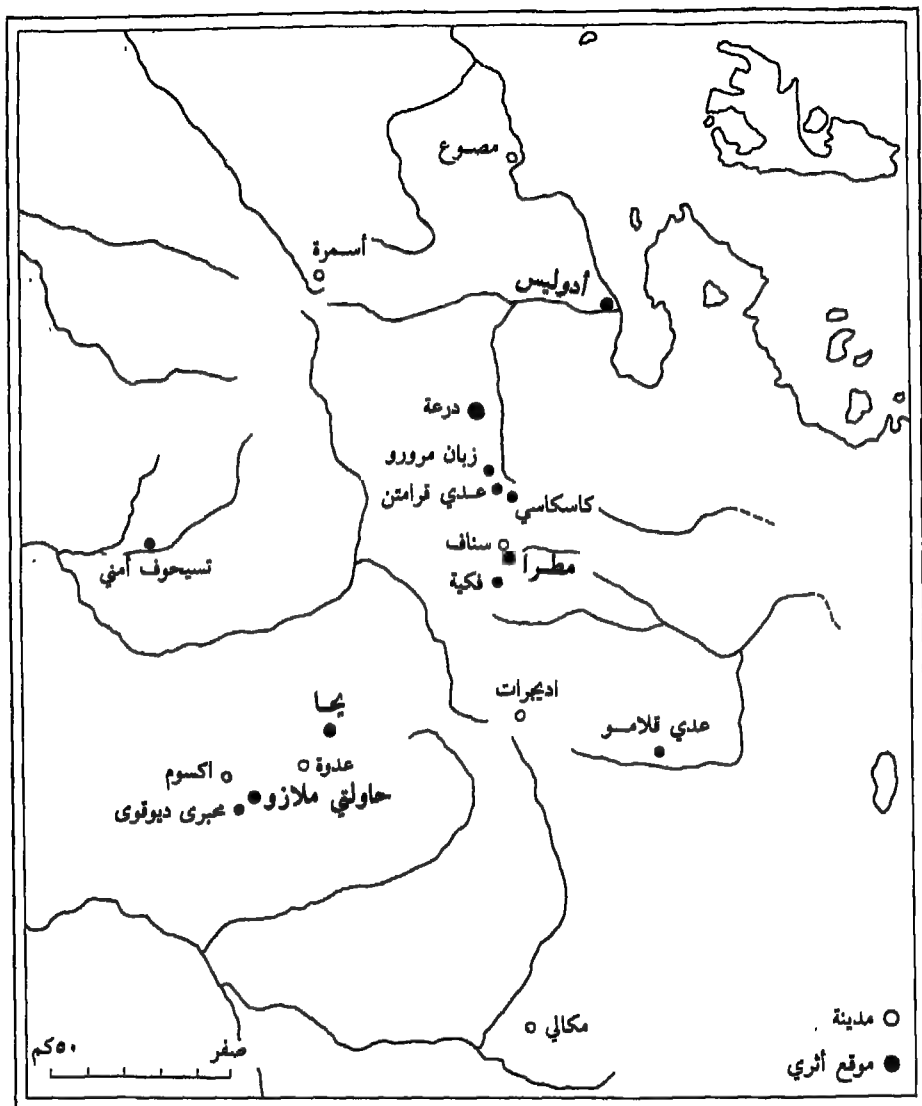 مصوع
أسمرة
أدوليس
درعة
زبان مرورو
عدي قرامتن
كاسكاسي
سناف
مطرا
تسيحوف أمني
فكية
اديجرات
يحا
عدي قلامو
عدوة
اكسوم
حاولتي ملازو
محبرى ديوقوى
مكالي
مدينة
موقع أثري
صفر
٥٠كم